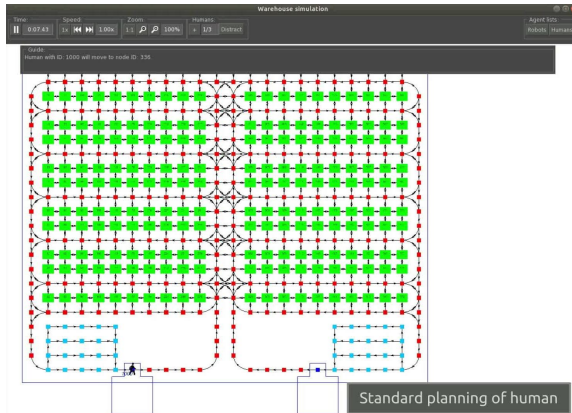 Warehouse simulation
Time
Speed
Zoom
Humans
Agent lists
0:07.43
1x
1.00x
1:1
100%
+
1/3
Distract
Robots
Humans
Guide
Human with ID: 1000 will move to node ID: 336
Standard planning of human